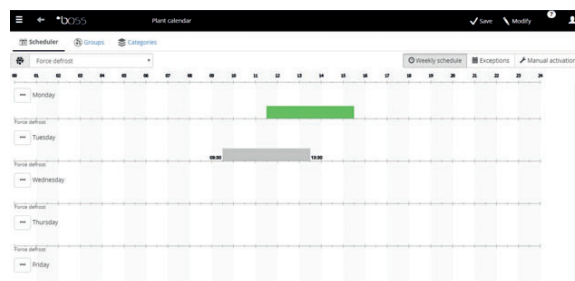 boss Plant calendar Save Modify ?
Scheduler Groups Categories
Force defrost Weekly schedule Exceptions Manual activation
00 01 02 03 04 05 06 07 08 09 10 11 12 13 14 15 16 17 18 19 20 21 22 23 24
Monday
Force defrost
Tuesday
09:30 13:30
Force defrost
Wednesday
Force defrost
Thursday
Force defrost
Friday